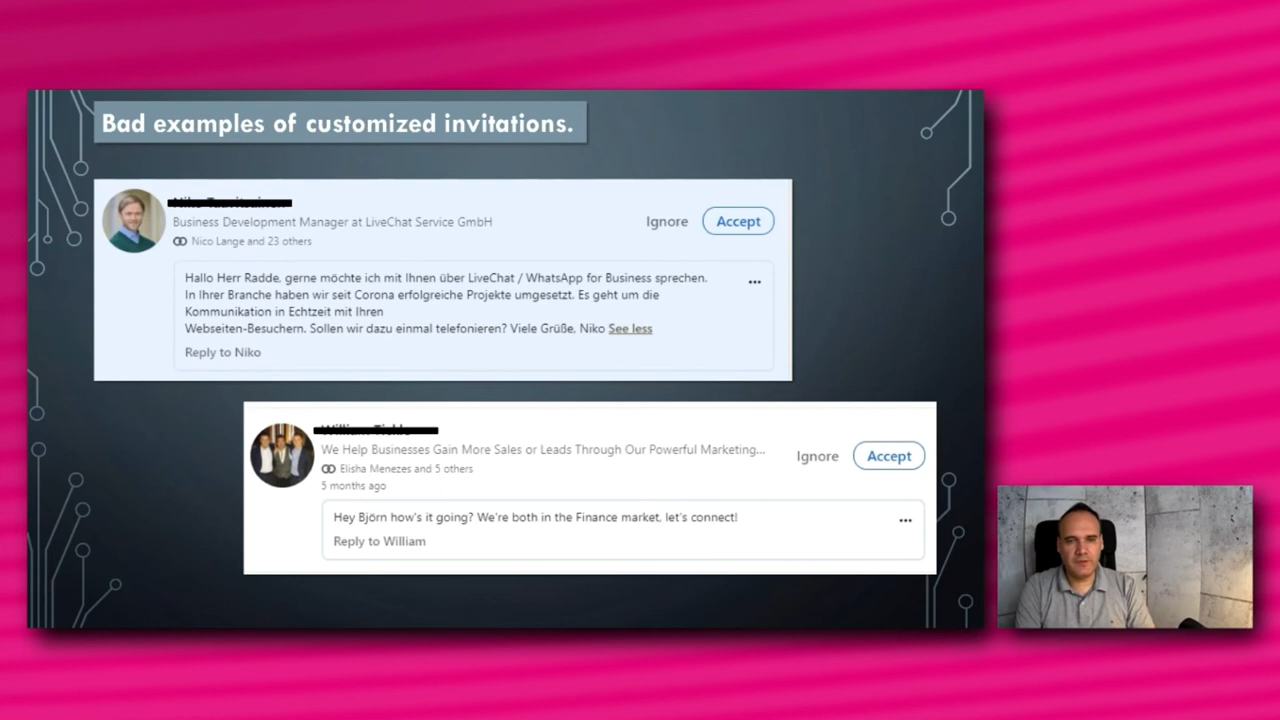 Bad examples of customized invitations.
Business Development Manager at LiveChat Service GmbH
Ignore
Accept
Nico Lange and 23 others
Hallo Herr Radde, gerne möchte ich mit Ihnen über LiveChat / WhatsApp for Business sprechen.
In Ihrer Branche haben wir seit Corona erfolgreiche Projekte umgesetzt. Es geht um die
Kommunikation in Echtzeit mit Ihren
Webseiten-Besuchern. Sollen wir dazu einmal telefonieren? Viele Grüße, Niko See less
Reply to Niko
We Help Businesses Gain More Sales or Leads Through Our Powerful Marketing...
Ignore
Accept
Elisha Menezes and 5 others
5 months ago
Hey Björn how's it going? We're both in the Finance market, let's connect!
Reply to William